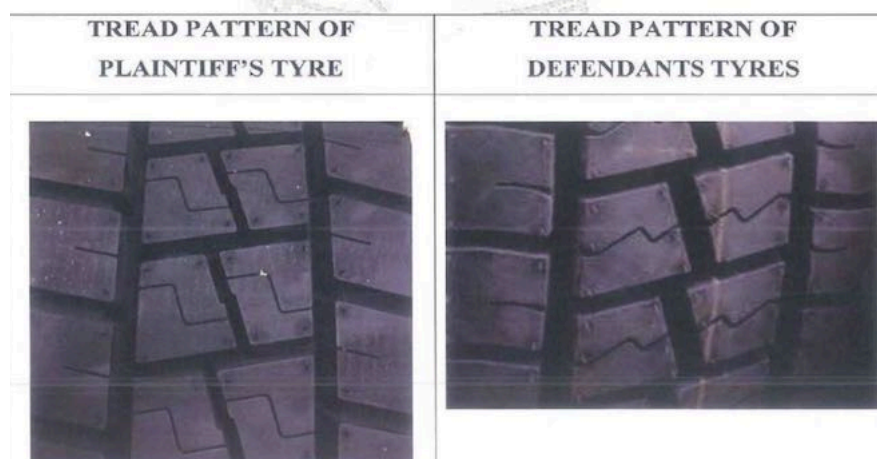 TREAD PATTERN OF
PLAINTIFF'S TYRE
TREAD PATTERN OF
DEFENDANTS TYRES